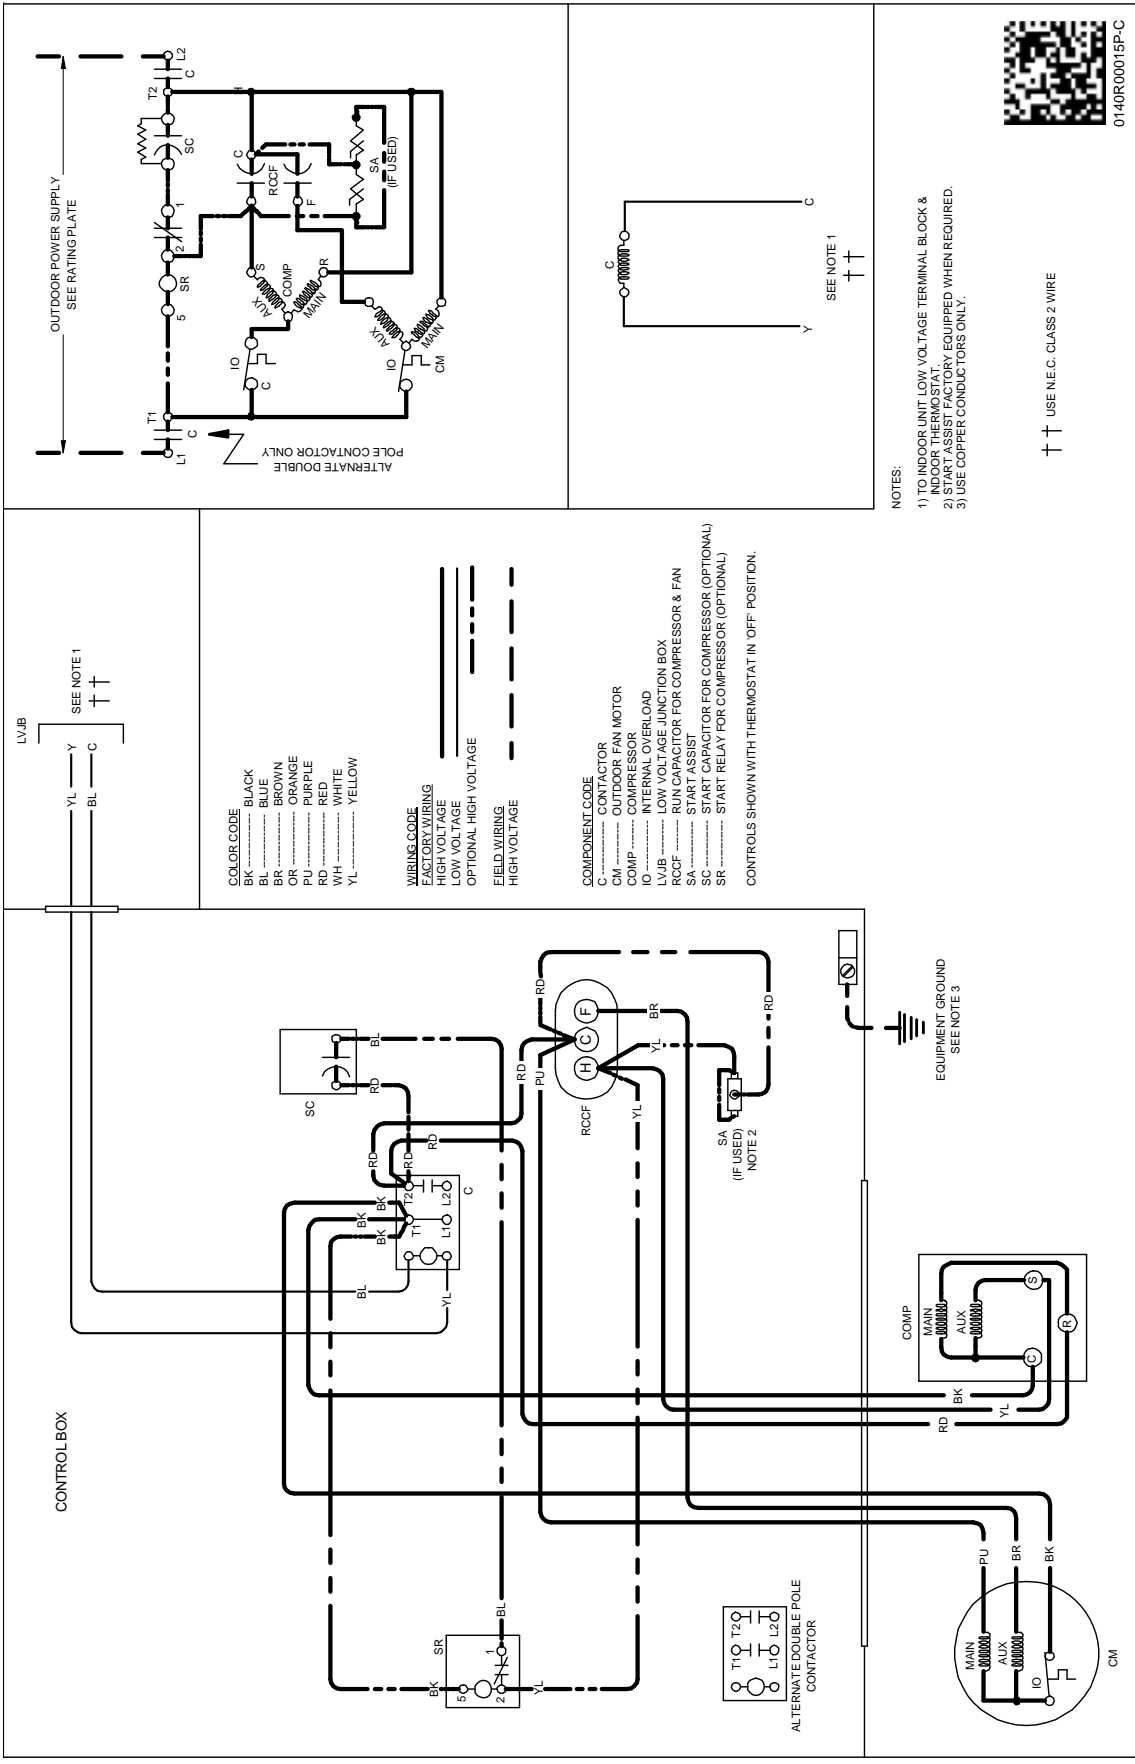 CONTROL BOX
YL
BL
Y
C
LVJB
SEE NOTE 1
†† 
SC
RD
BL
BK
BK
BK
RD
RD
RD
T2
T1
L2
L1
C
BL
YL
SR
BK
5
2
1
BL
YL
RCCF
H
C
F
RD
PU
RD
YL
YL
BR
RD
SA
(IF USED)
NOTE 2
ALTERNATE DOUBLE POLE
CONTACTOR
T1
T2
L1
L2
COMP
MAIN
AUX
C
S
R
BK
YL
RD
PU
BR
BK
MAIN
AUX
IO
CM
EQUIPMENT GROUND
SEE NOTE 3
COLOR CODE
BK ---------- BLACK
BL ---------- BLUE
BR ---------- BROWN
OR ---------- ORANGE
PU ---------- PURPLE
RD ---------- RED
WH ---------- WHITE
YL ---------- YELLOW
WIRING CODE
FACTORY WIRING
HIGH VOLTAGE
LOW VOLTAGE
OPTIONAL HIGH VOLTAGE
FIELD WIRING
HIGH VOLTAGE
COMPONENT CODE
C ---------- CONTACTOR
CM -------- OUTDOOR FAN MOTOR
COMP ------ COMPRESSOR
IO ---------- INTERNAL OVERLOAD
LVJB -------- LOW VOLTAGE JUNCTION BOX
RCCF ------- RUN CAPACITOR FOR COMPRESSOR & FAN
SA ---------- START ASSIST
SC ---------- START CAPACITOR FOR COMPRESSOR (OPTIONAL)
SR ---------- START RELAY FOR COMPRESSOR (OPTIONAL)
CONTROLS SHOWN WITH THERMOSTAT IN 'OFF' POSITION.
OUTDOOR POWER SUPPLY
SEE RATING PLATE
L1
C
T1
5
SR
2
1
SC
T2
C
L2
ALTERNATE DOUBLE
POLE CONTACTOR ONLY
IO
C
AUX
S
COMP
MAIN
R
C
H
RCCF
F
SA
(IF USED)
IO
CM
AUX
MAIN
C
Y
C
SEE NOTE 1
††
NOTES:
1) TO INDOOR UNIT LOW VOLTAGE TERMINAL BLOCK &
INDOOR THERMOSTAT.
2) START ASSIST FACTORY EQUIPPED WHEN REQUIRED.
3) USE COPPER CONDUCTORS ONLY.
†† USE N.E.C. CLASS 2 WIRE
0140R00015P-C